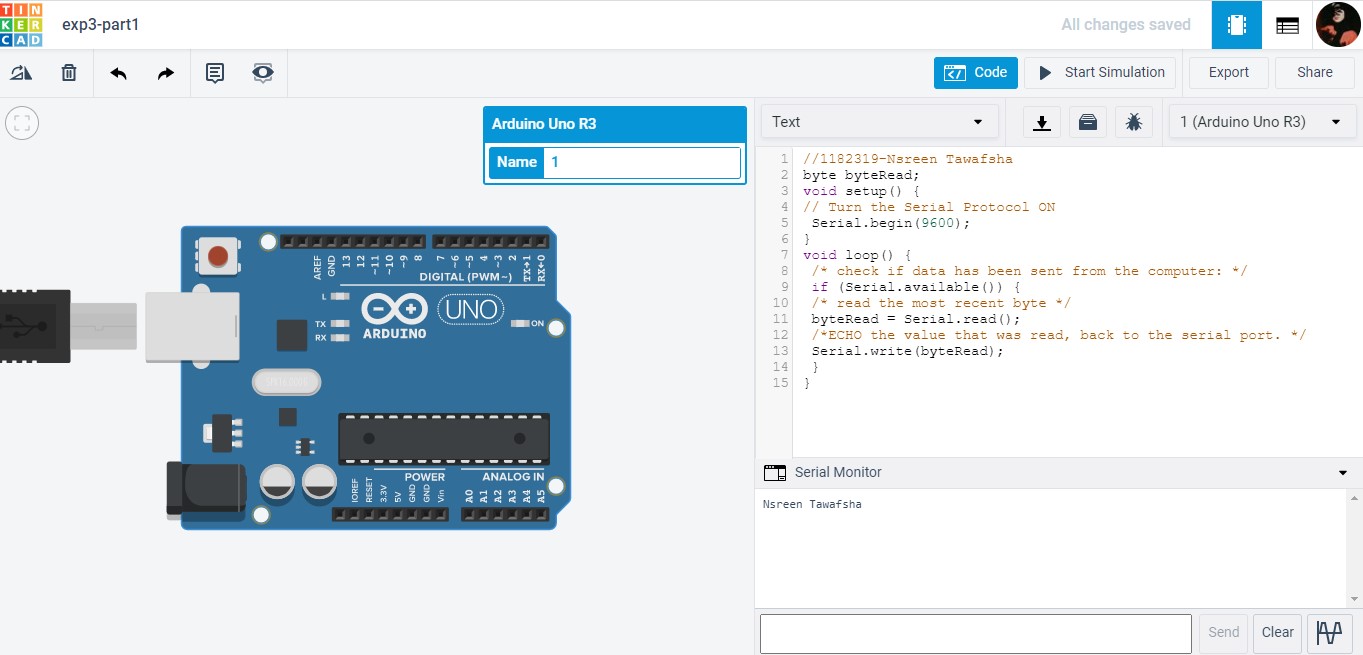 TIN
KER
CAD
exp3-part1
All changes saved
Code
Start Simulation
Export
Share
Arduino Uno R3
Name 1
Text
1 (Arduino Uno R3)
1 //1182319-Nsreen Tawafsha
2 byte byteRead;
3 void setup() {
4 // Turn the Serial Protocol ON
5 Serial.begin(9600);
6 }
7 void loop() {
8 /* check if data has been sent from the computer: */
9 if (Serial.available()) {
10 /* read the most recent byte */
11 byteRead = Serial.read();
12 /*ECHO the value that was read, back to the serial port. */
13 Serial.write(byteRead);
14 }
15 }
AREF GND 13 12 ~11 ~10 ~9 8 7 ~6 ~5 4 ~3 2 TX→1 RX←0
DIGITAL (PWM~)
L
TX
RX
ARDUINO
UNO
ON
POWER
ANALOG IN
IOREF RESET 3.3V 5V GND GND Vin A0 A1 A2 A3 A4 A5
Serial Monitor
Nsreen Tawafsha
Send
Clear